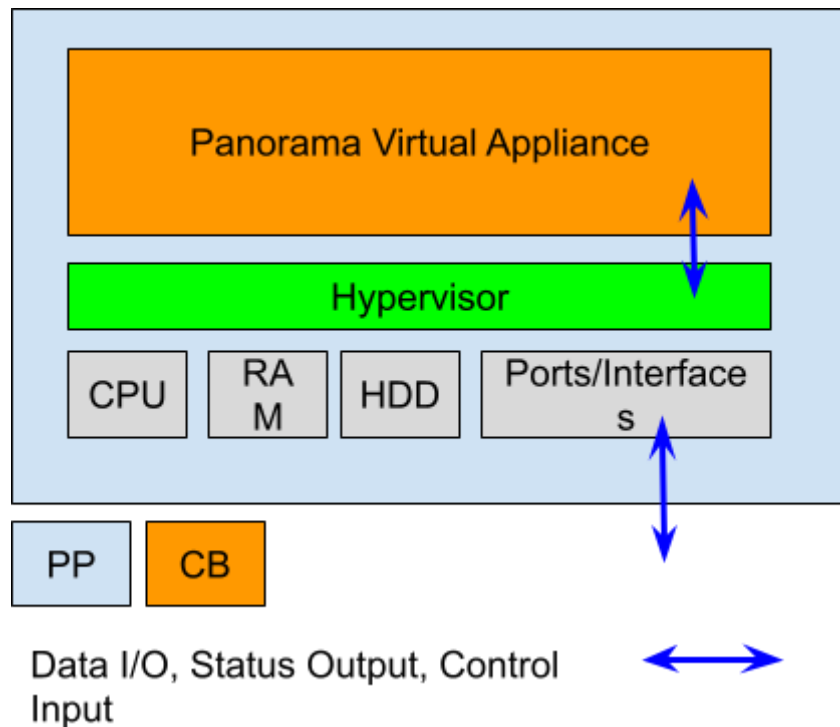 Panorama Virtual Appliance
Hypervisor
CPU
RA
M
HDD
Ports/Interface
s
PP
CB
Data I/O, Status Output, Control
Input